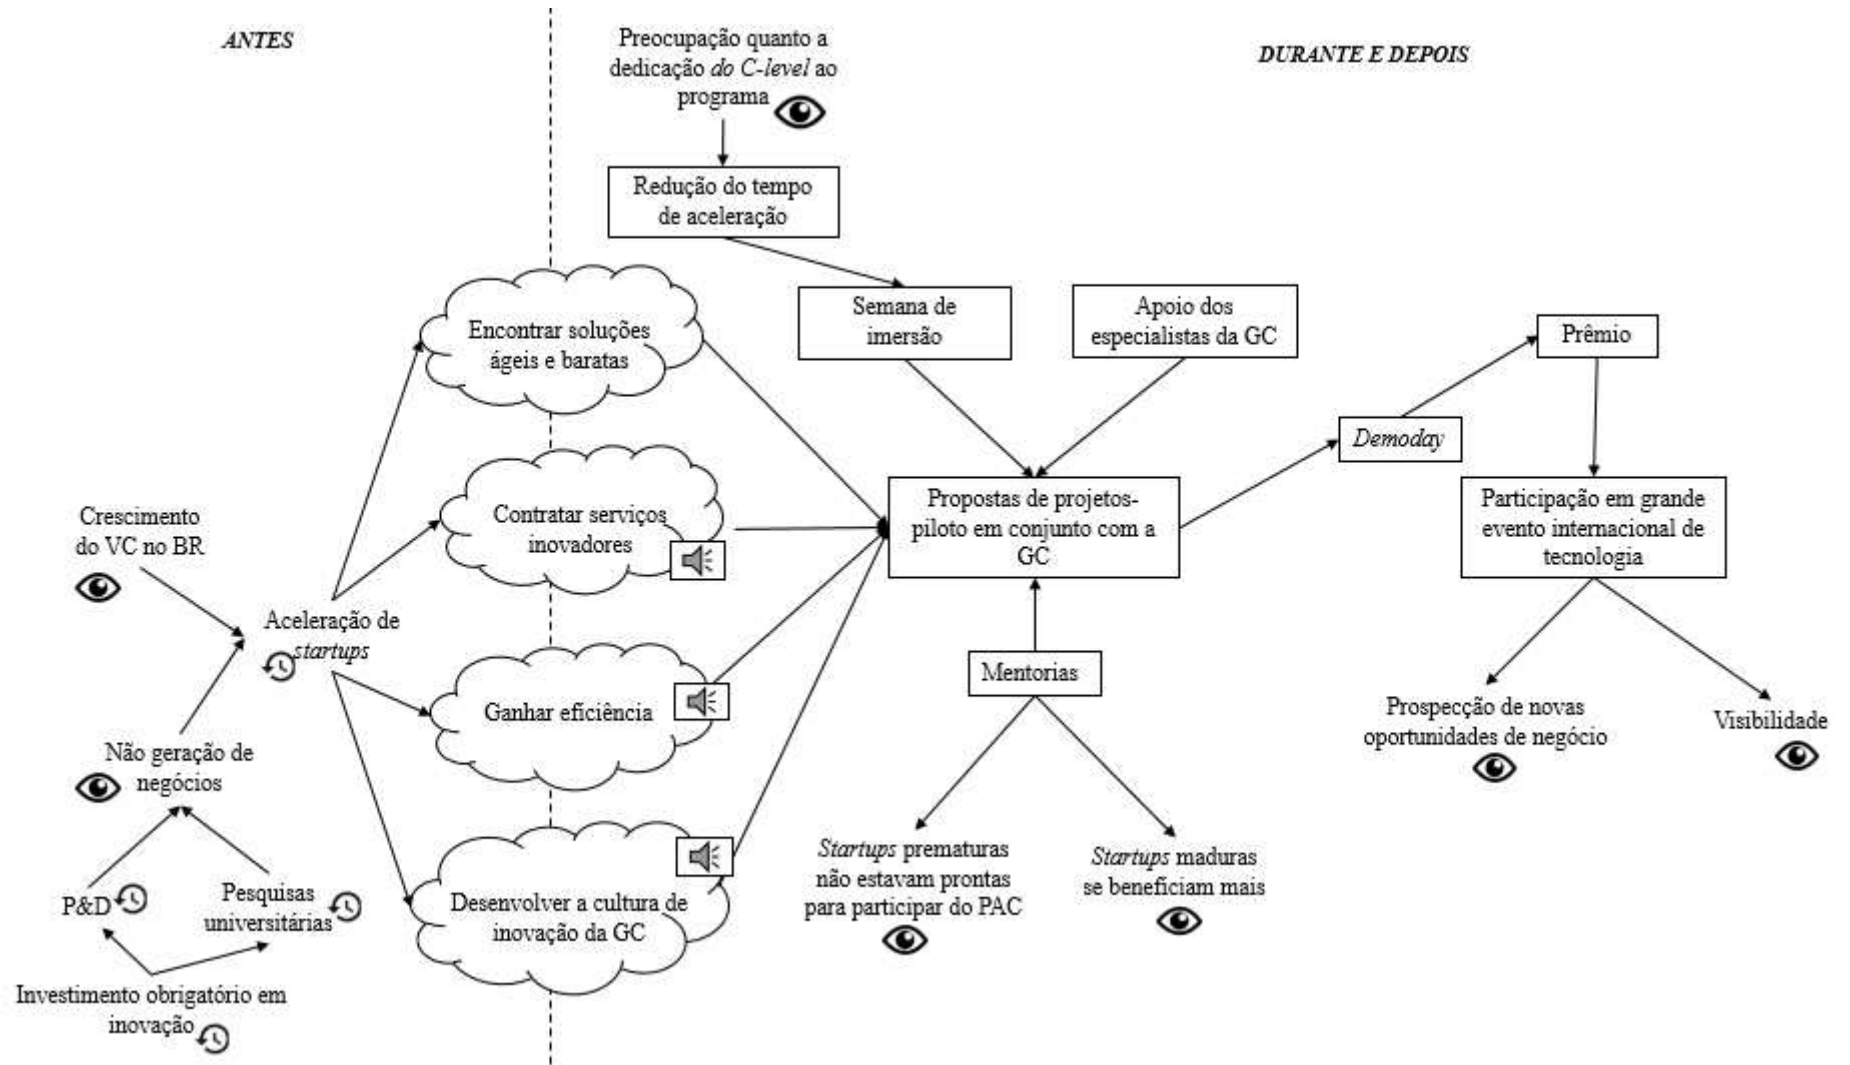 ANTES
DURANTE E DEPOIS
Preocupação quanto a
dedicação do C-level ao
programa
Redução do tempo
de aceleração
Semana de
imersão
Apoio dos
especialistas da GC
Encontrar soluções
ágeis e baratas
Prêmio
Demoday
Contratar serviços
inovadores
Propostas de projetos-
piloto em conjunto com a
GC
Participação em grande
evento internacional de
tecnologia
Crescimento
do VC no BR
Aceleração de
startups
Mentorias
Ganhar eficiência
Prospecção de novas
oportunidades de negócio
Visibilidade
Não geração de
negócios
Startups prematuras
não estavam prontas
para participar do PAC
Startups maduras
se beneficiam mais
P&D
Pesquisas
universitárias
Desenvolver a cultura de
inovação da GC
Investimento obrigatório em
inovação